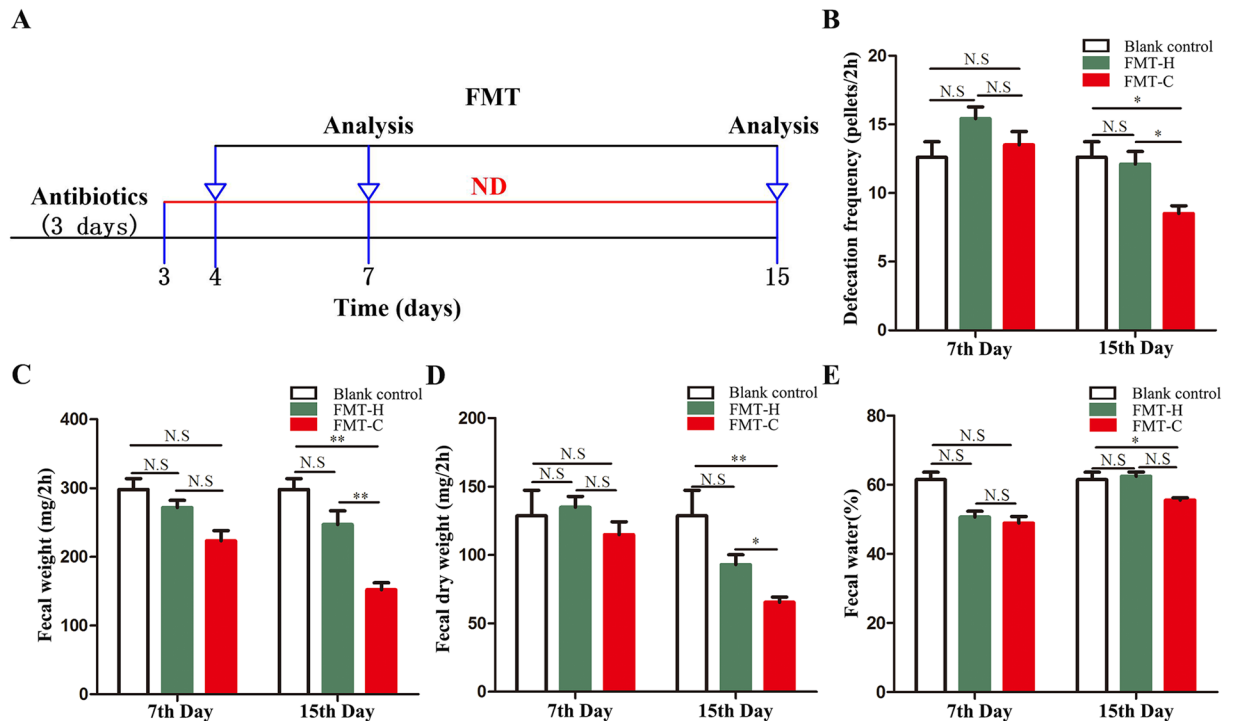 A
FMT
Analysis
Analysis
Antibiotics
(3 days)
ND
3
4
7
15
Time (days)
B
Blank control
FMT-H
FMT-C
Defecation frequency (pellets/2h)
20
15
10
5
0
N.S
N.S
N.S
*
N.S
*
7th Day
15th Day
C
Blank control
FMT-H
FMT-C
Fecal weight (mg/2h)
400
300
200
100
0
N.S
N.S
N.S
**
N.S
**
7th Day
15th Day
D
Blank control
FMT-H
FMT-C
Fecal dry weight (mg/2h)
200
150
100
50
0
N.S
N.S
N.S
**
N.S
*
7th Day
15th Day
E
Blank control
FMT-H
FMT-C
Fecal water(%)
80
60
40
20
0
N.S
N.S
N.S
*
N.S
N.S
7th Day
15th Day